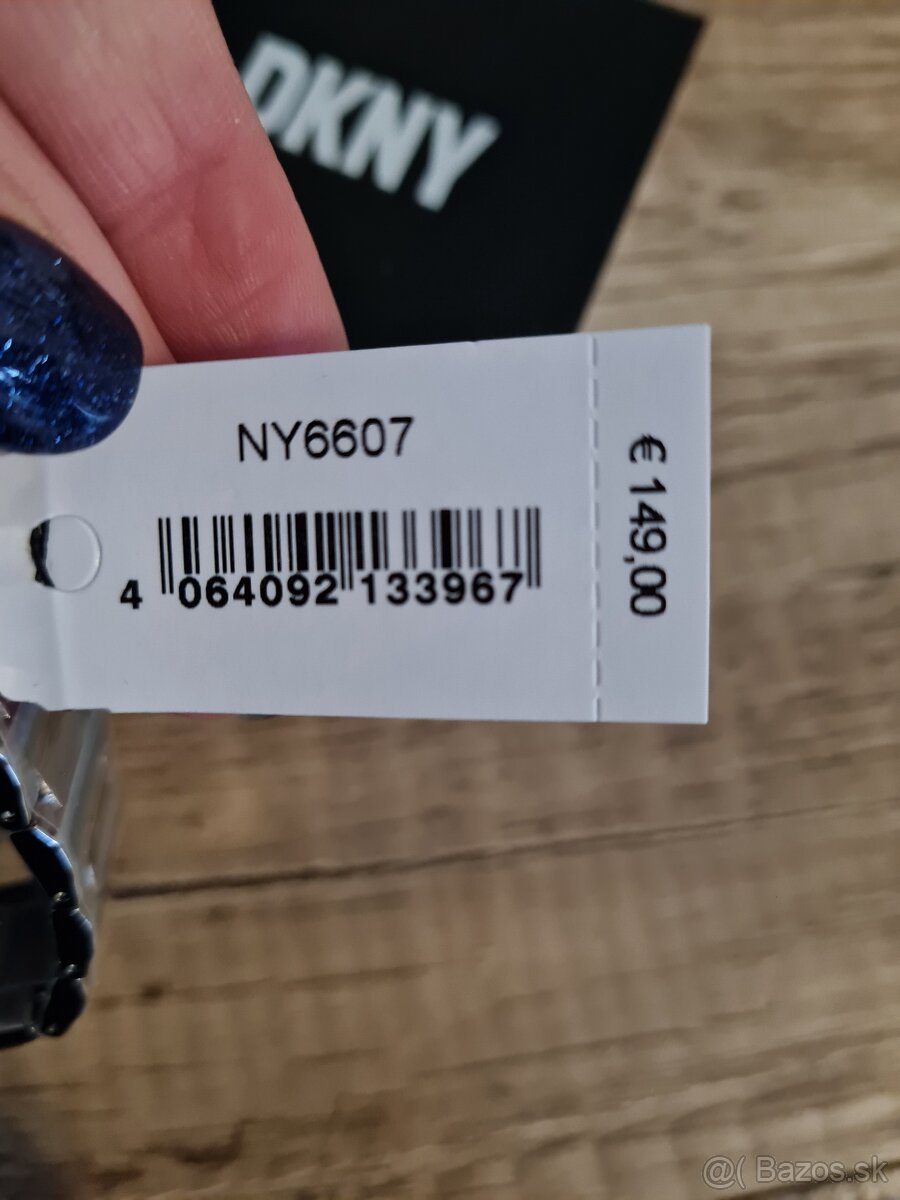 DKNY
NY6607
€ 149,00
4 064092 133967
@( Bazos.sk